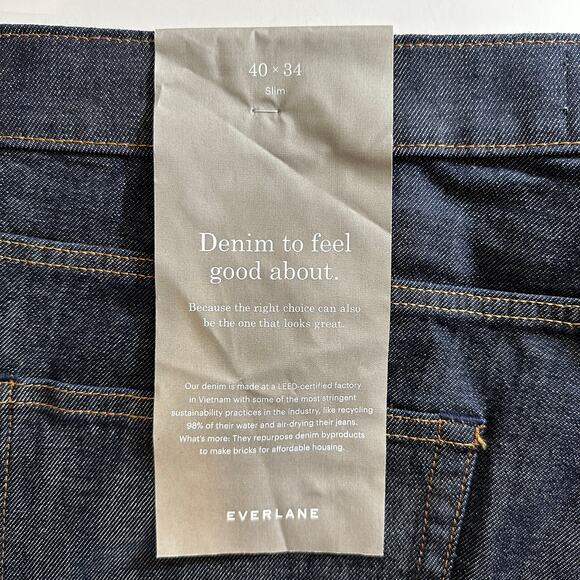 40 × 34
Slim
Denim to feel
good about.
Because the right choice can also
be the one that looks great.
Our denim is made at a LEED-certified factory
in Vietnam with some of the most stringent
sustainability practices in the industry, like recycling
98% of their water and air-drying their jeans.
What's more: They repurpose denim byproducts
to make bricks for affordable housing.
EVERLANE